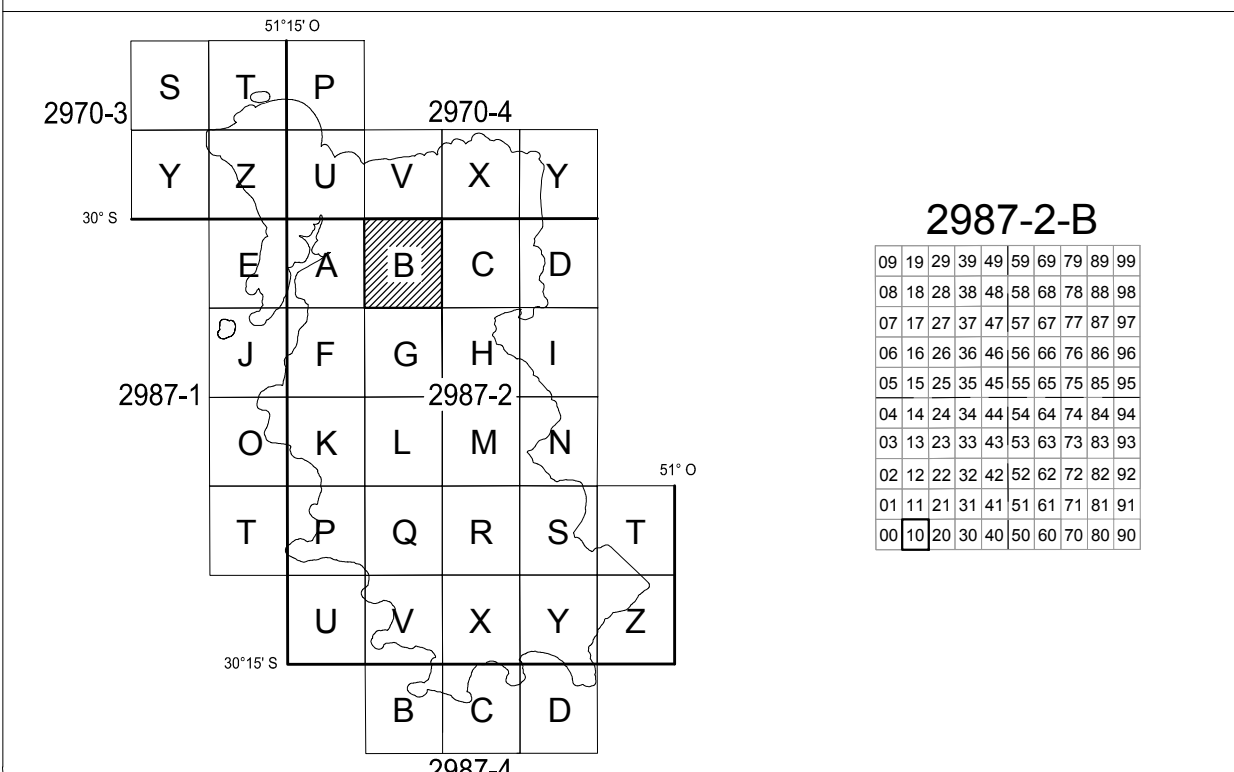 51°15' O
S T P
2970-3 2970-4
Y Z U V X Y
30° S
E A B C D
J F G H I
2987-1 2987-2
O K L M N
51° O
T P Q R S T
U V X Y Z
30°15' S
B C D
2987-4
2987-2-B
09 19 29 39 49 59 69 79 89 99
08 18 28 38 48 58 68 78 88 98
07 17 27 37 47 57 67 77 87 97
06 16 26 36 46 56 66 76 86 96
05 15 25 35 45 55 65 75 85 95
04 14 24 34 44 54 64 74 84 94
03 13 23 33 43 53 63 73 83 93
02 12 22 32 42 52 62 72 82 92
01 11 21 31 41 51 61 71 81 91
00 10 20 30 40 50 60 70 80 90